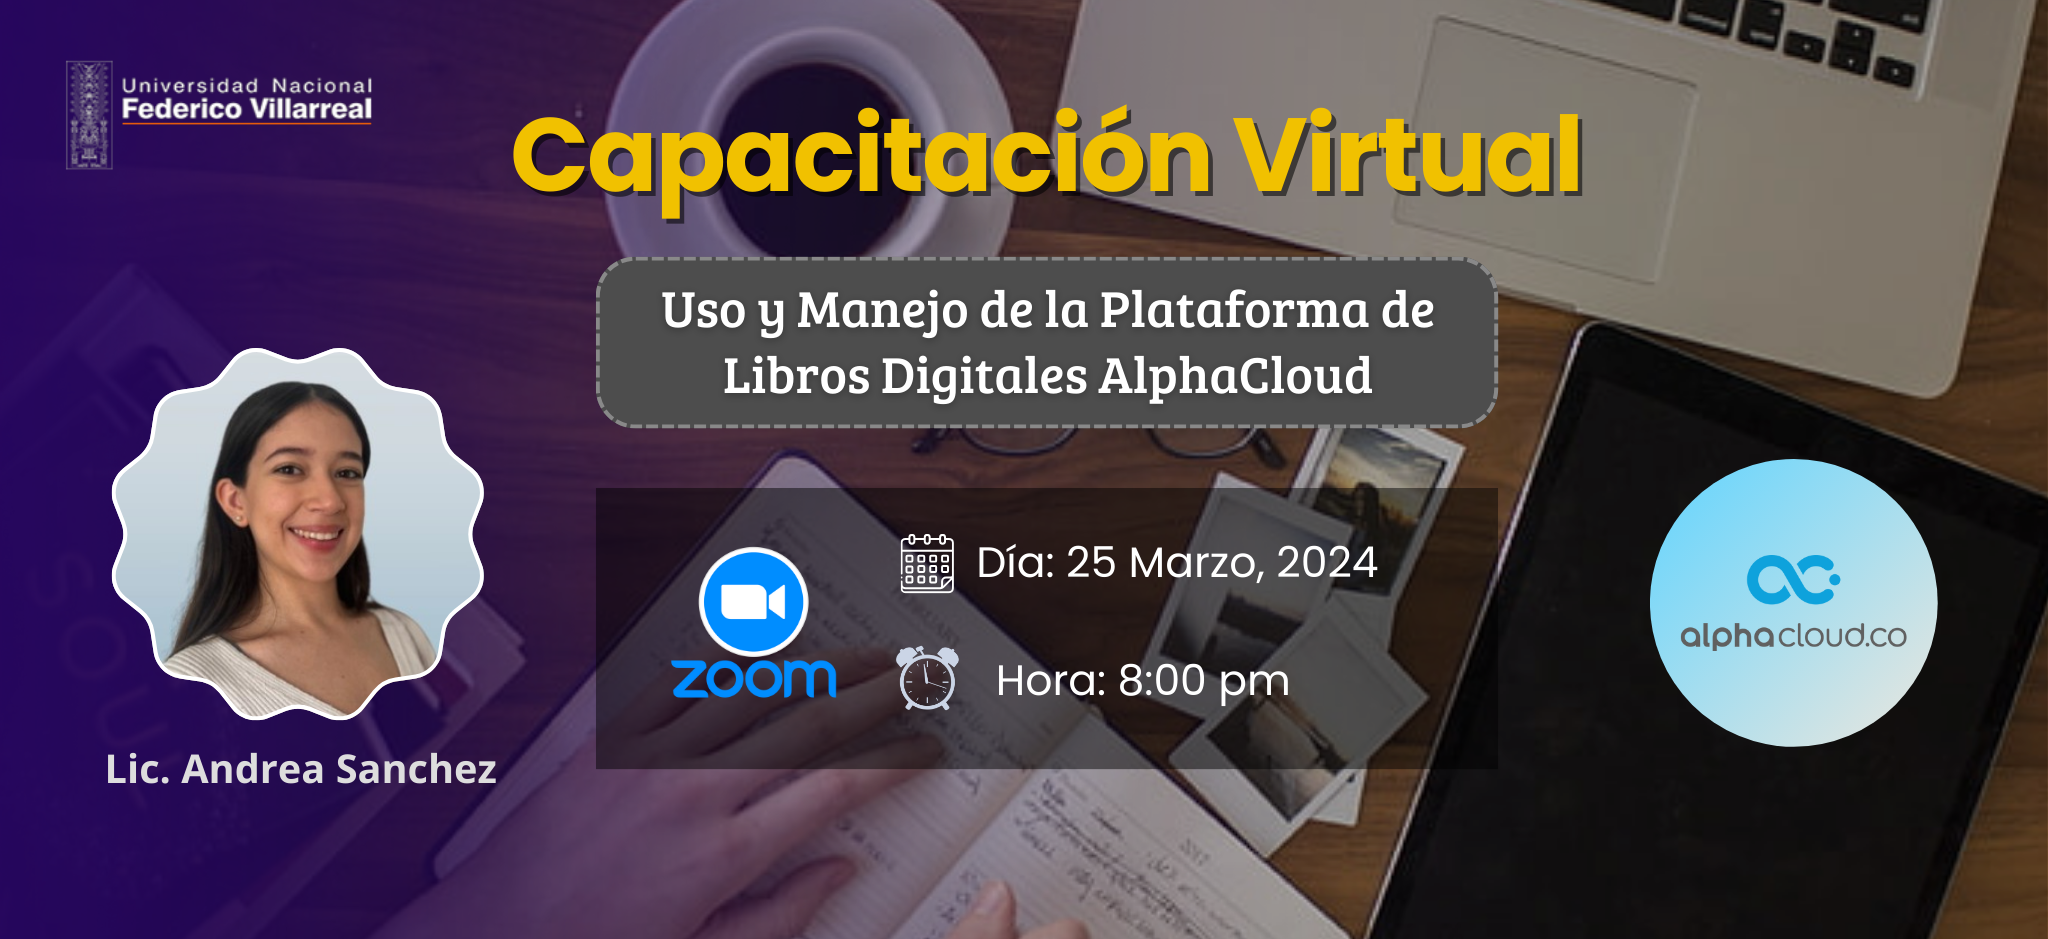 Universidad Nacional
Federico Villarreal
Capacitación Virtual
Uso y Manejo de la Plataforma de
Libros Digitales AlphaCloud
zoom
Día: 25 Marzo, 2024
Hora: 8:00 pm
alphacloud.co
Lic. Andrea Sanchez
2017